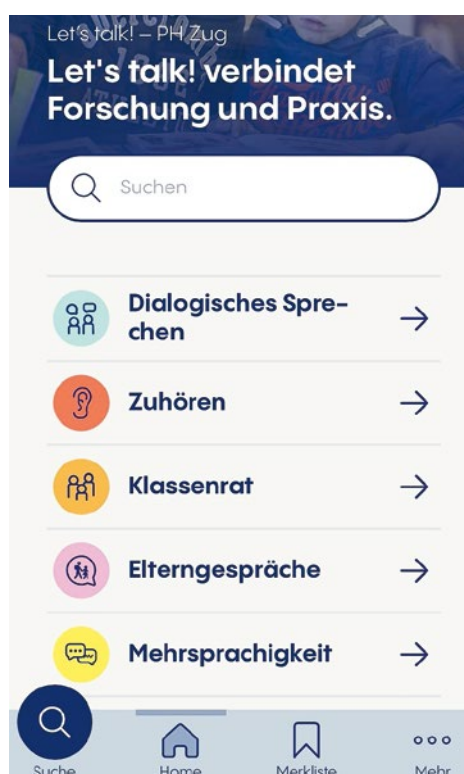 Let's talk! – PH Zug
Let's talk! verbindet
Forschung und Praxis.
Suchen
Dialogisches Spre-
chen
Zuhören
Klassenrat
Elterngespräche
Mehrsprachigkeit
Suche Home Merkliste Mehr